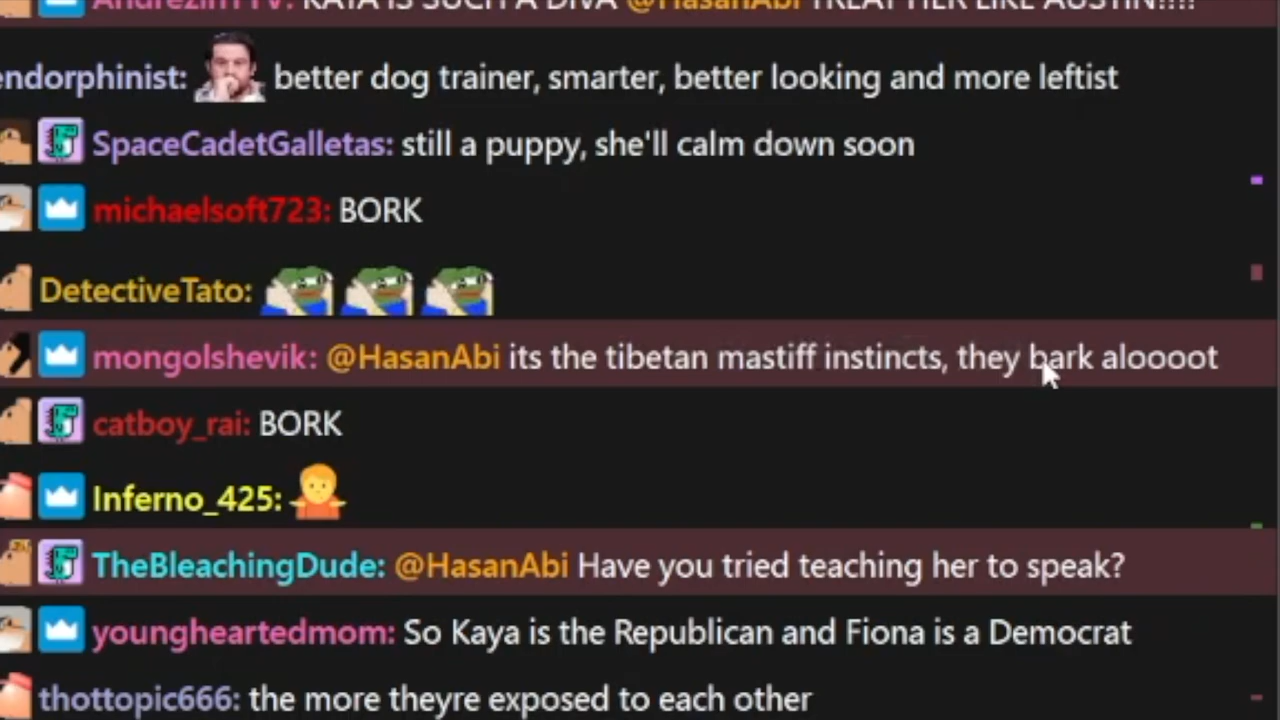 AndrezinTTV: KAYA IS SUCH A DIVA @HasanAbi TREAT HER LIKE AUSTIN!!!!
endorphinist: better dog trainer, smarter, better looking and more leftist
SpaceCadetGalletas: still a puppy, she'll calm down soon
michaelsoft723: BORK
DetectiveTato:
mongolshevik: @HasanAbi its the tibetan mastiff instincts, they bark aloooot
catboy_rai: BORK
Inferno_425:
TheBleachingDude: @HasanAbi Have you tried teaching her to speak?
youngheartedmom: So Kaya is the Republican and Fiona is a Democrat
thottopic666: the more theyre exposed to each other